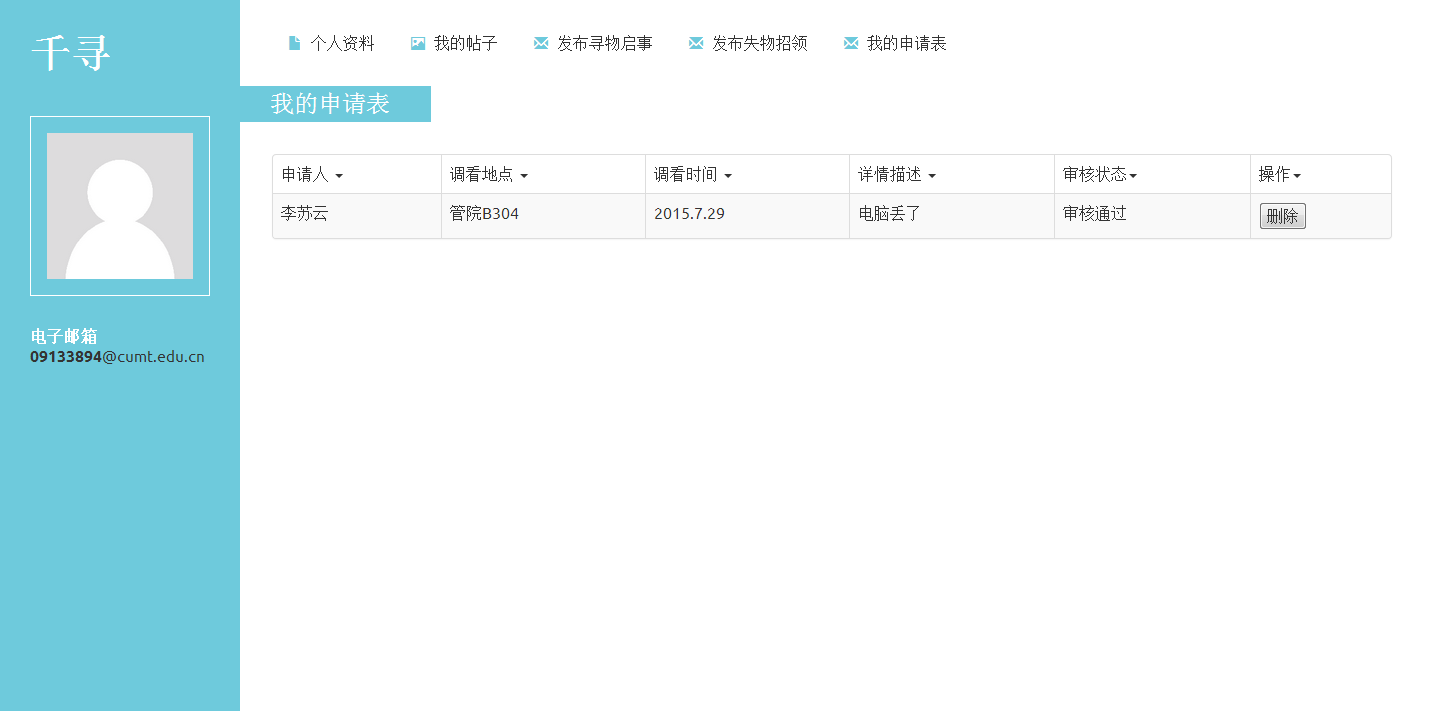 千寻
个人资料 我的帖子 发布寻物启事 发布失物招领 我的申请表
我的申请表
申请人 调看地点 调看时间 详情描述 审核状态 操作
李苏云 管院B304 2015.7.29 电脑丢了 审核通过 删除
电子邮箱
09133894@cumt.edu.cn